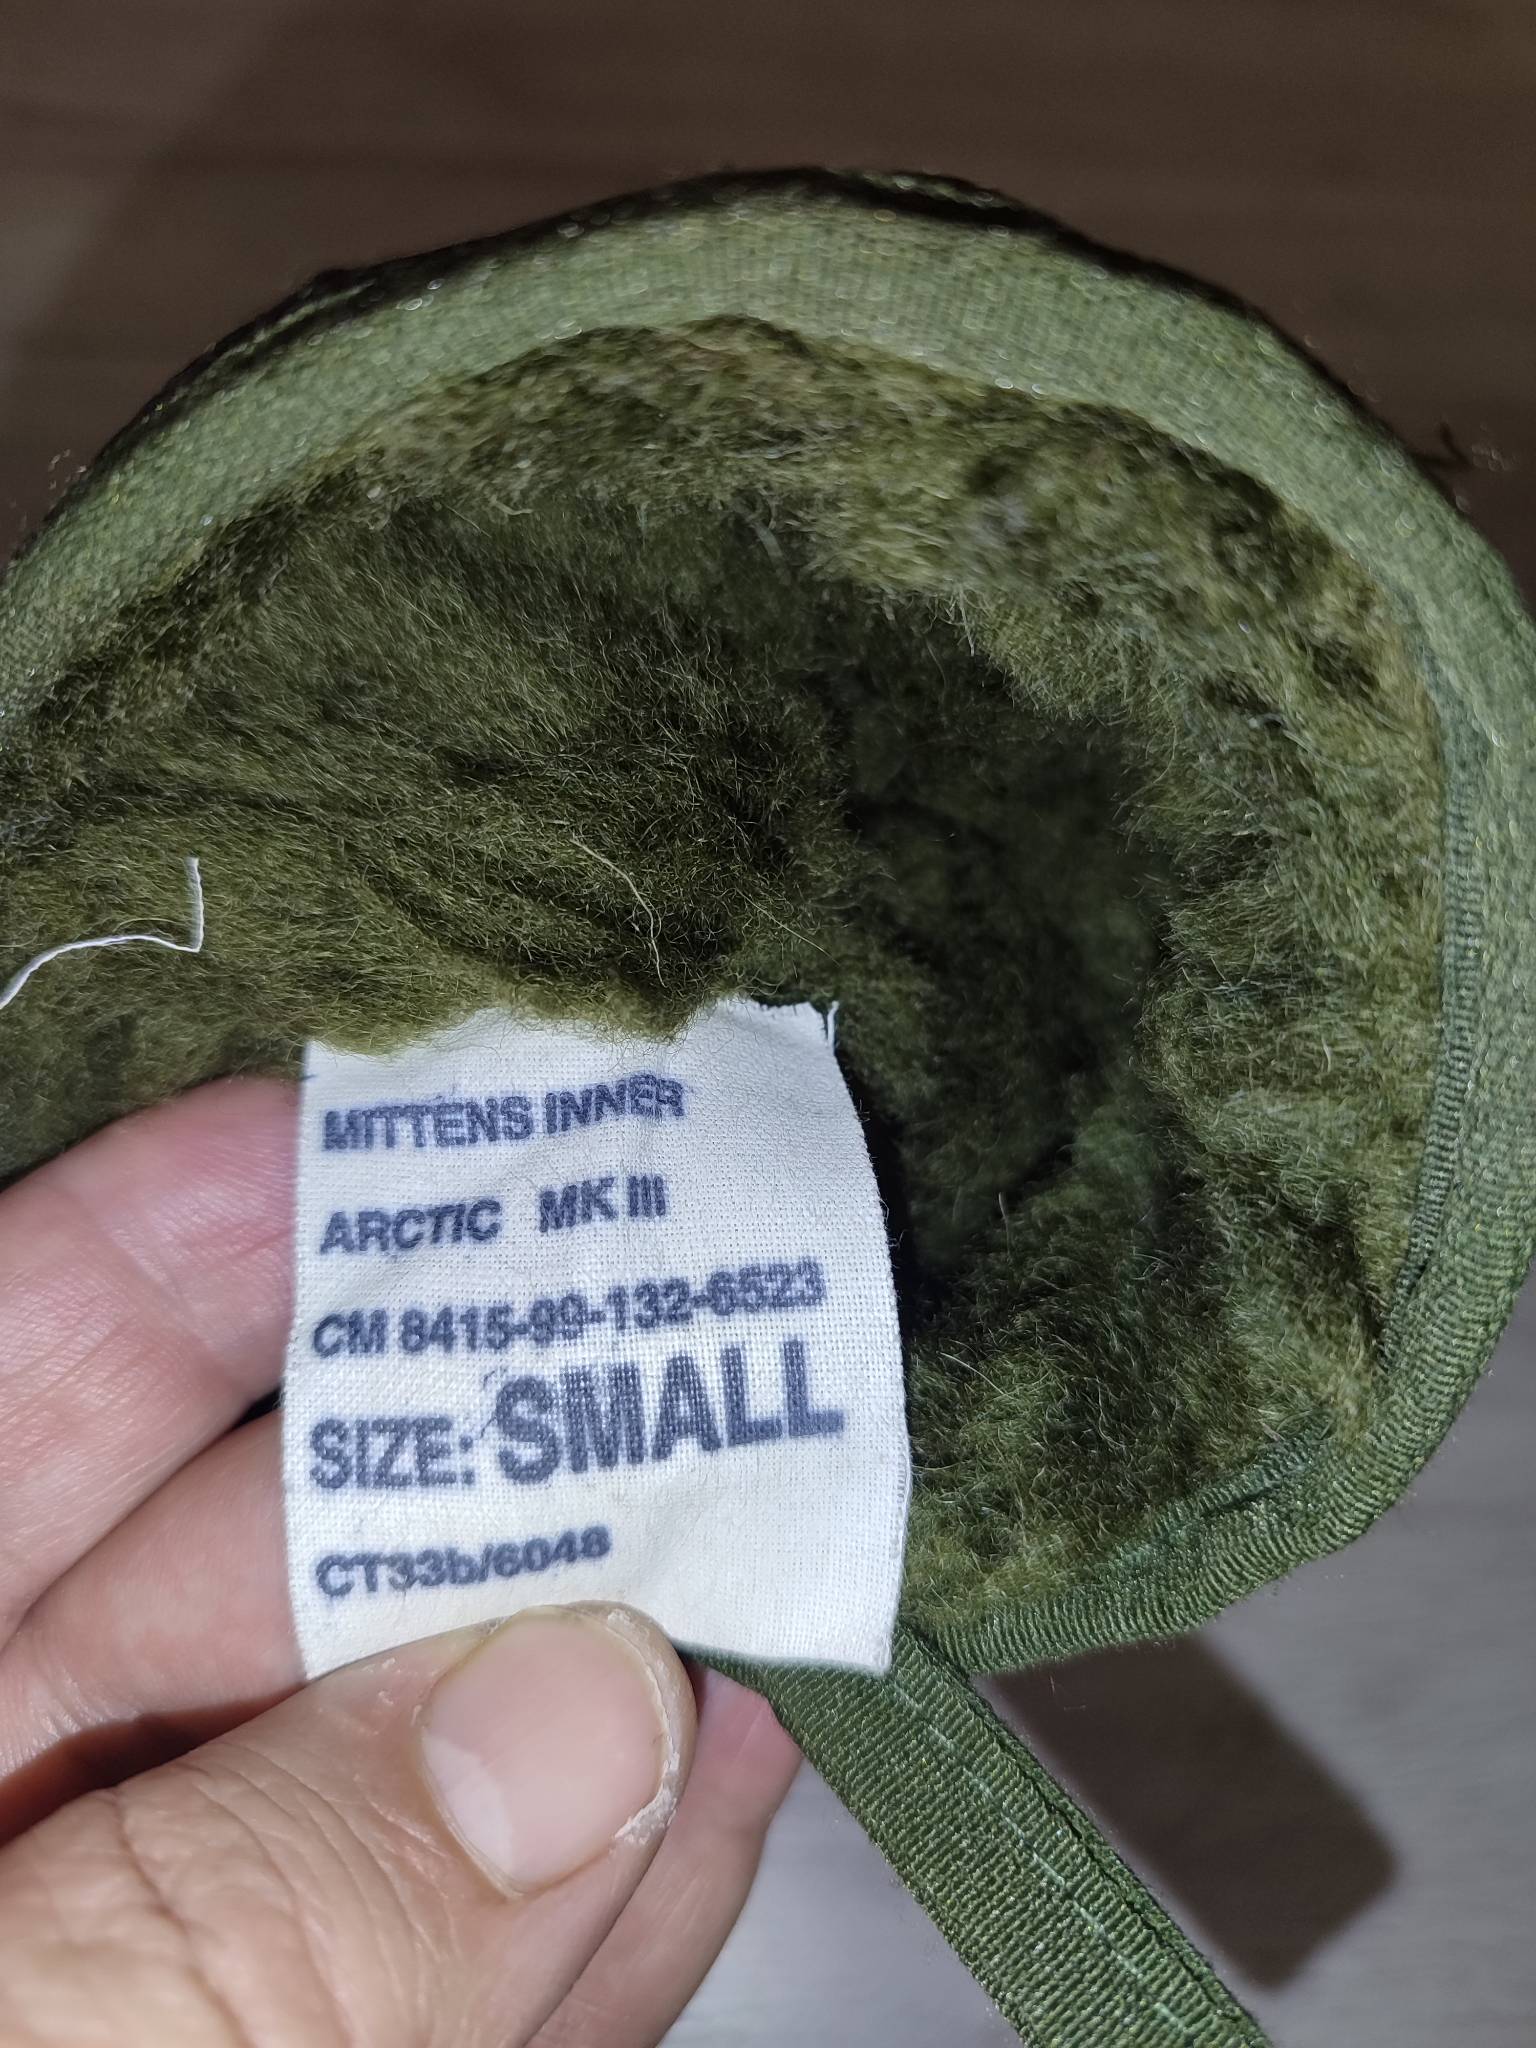 MITTENS INNER
ARCTIC MK III
CM 8415-99-132-6523
SIZE: SMALL
CT33b/6048